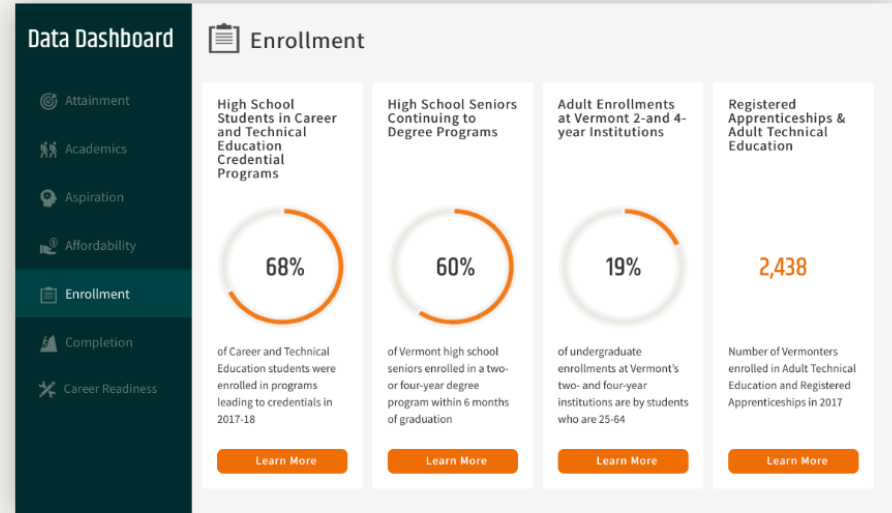 Data Dashboard
Attainment
Academics
Aspiration
Affordability
Enrollment
Completion
Career Readiness
Enrollment
High School
Students in Career
and Technical
Education
Credential
Programs
68%
of Career and Technical
Education students were
enrolled in programs
leading to credentials in
2017-18
Learn More
High School Seniors
Continuing to
Degree Programs
60%
of Vermont high school
seniors enrolled in a two-
or four-year degree
program within 6 months
of graduation
Learn More
Adult Enrollments
at Vermont 2-and 4-
year Institutions
19%
of undergraduate
enrollments at Vermont's
two- and four-year
institutions are by students
who are 25-64
Learn More
Registered
Apprenticeships &
Adult Technical
Education
2,438
Number of Vermonters
enrolled in Adult Technical
Education and Registered
Apprenticeships in 2017
Learn More